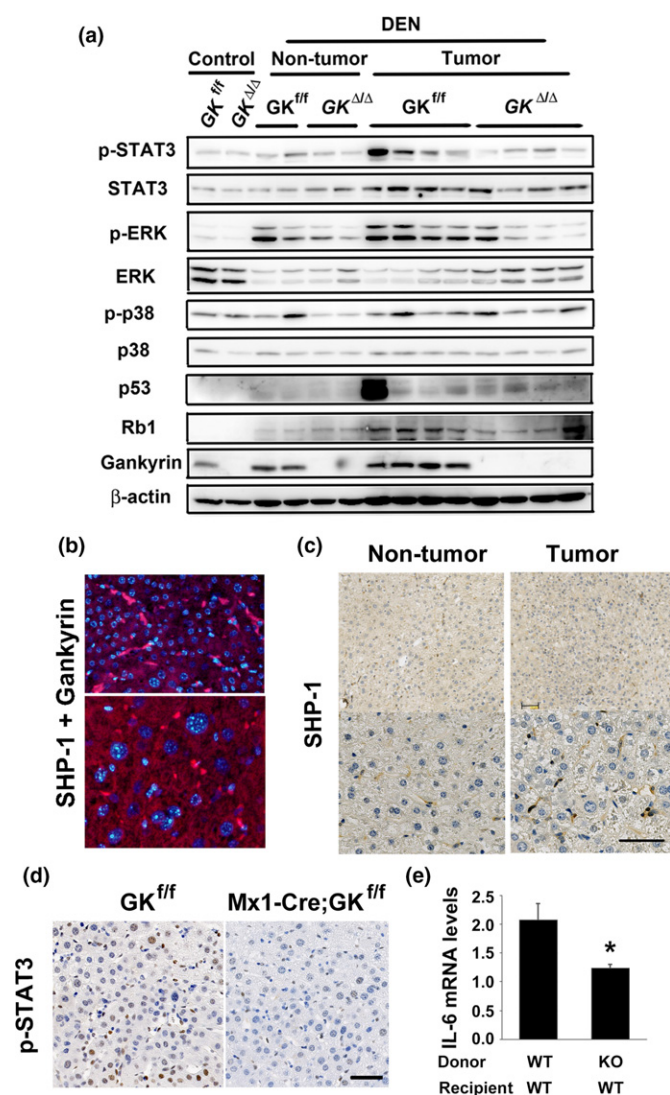 (a)
DEN
Control Non-tumor Tumor
GK^f/f GK^Δ/Δ GK^f/f GK^Δ/Δ GK^f/f GK^Δ/Δ
p-STAT3
STAT3
p-ERK
ERK
p-p38
p38
p53
Rb1
Gankyrin
β-actin
(b)
SHP-1 + Gankyrin
(c)
Non-tumor Tumor
SHP-1
(d)
GK^f/f Mx1-Cre;GK^f/f
p-STAT3
(e)
IL-6 mRNA levels
2.5
2.0
1.5
1.0
0.5
0.0
*
Donor WT KO
Recipient WT WT